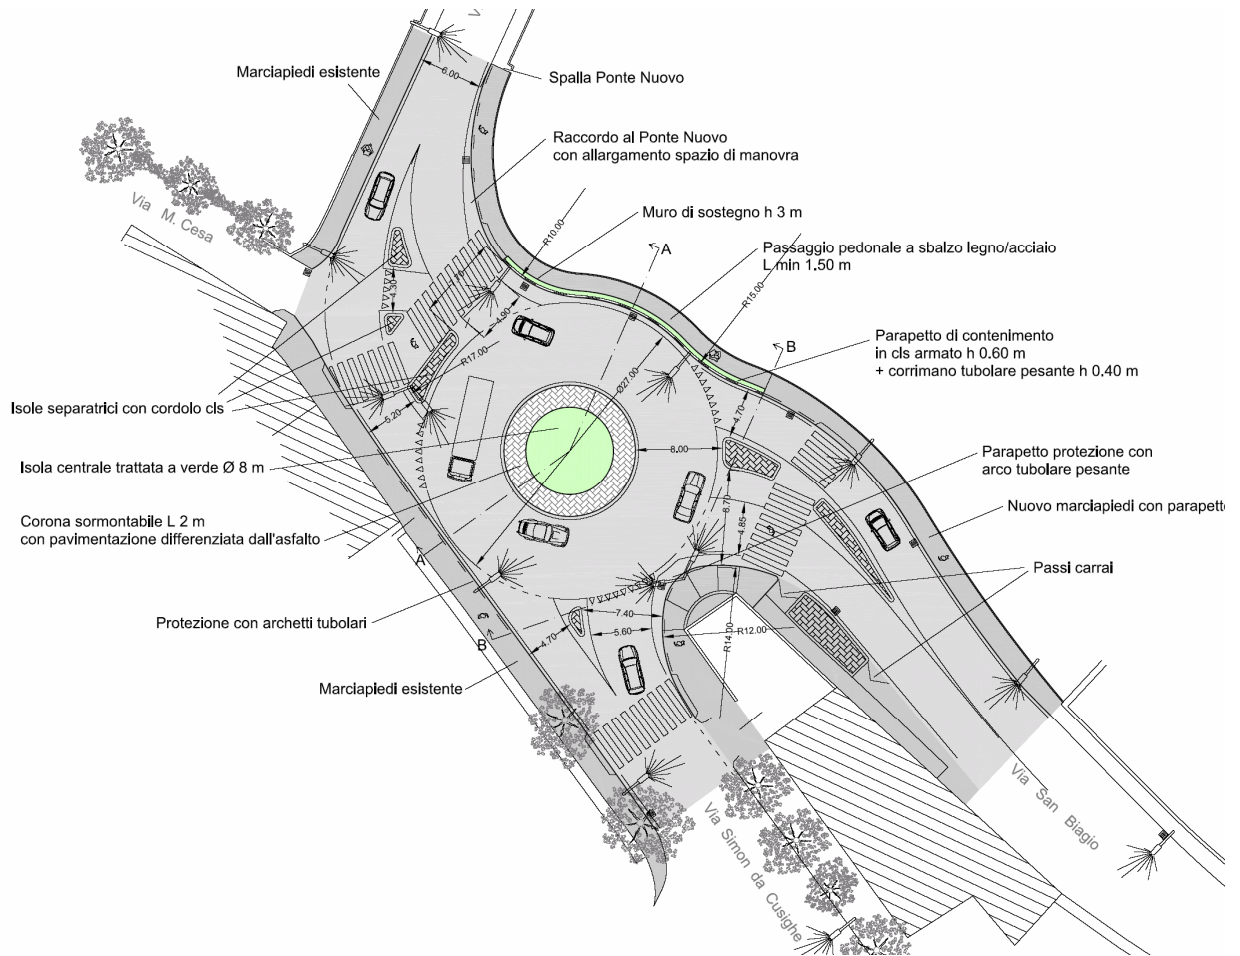 Marciapiedi esistente
6.00
Spalla Ponte Nuovo
Raccordo al Ponte Nuovo
con allargamento spazio di manovra
Via M. Cesa
R10.00
Muro di sostegno h 3 m
A
Passaggio pedonale a sbalzo legno/acciaio
L min 1.50 m
R15.00
4.30
4.90
R17.00
Ø27.00
B
Parapetto di contenimento
in cls armato h 0.60 m
+ corrimano tubolare pesante h 0.40 m
Isole separatrici con cordolo cls
5.20
4.70
8.00
Isola centrale trattata a verde Ø 8 m
Parapetto protezione con
arco tubolare pesante
Nuovo marciapiedi con parapett
Corona sormontabile L 2 m
con pavimentazione differenziata dall'asfalto
8.70
4.85
A
Passi carrai
Protezione con archetti tubolari
7.40
5.60
4.70
R12.00
R14.00
B
Marciapiedi esistente
Via San Biagio
Via Simon da Cusighe